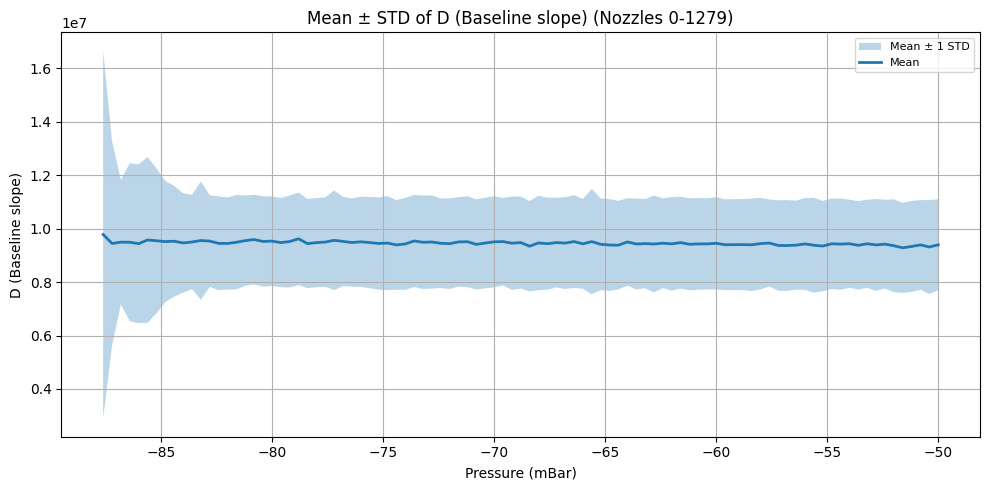 Mean ± STD of D (Baseline slope) (Nozzles 0-1279)
1e7
Mean ± 1 STD
Mean
1.6
1.4
1.2
1.0
0.8
0.6
0.4
D (Baseline slope)
−85
−80
−75
−70
−65
−60
−55
−50
Pressure (mBar)